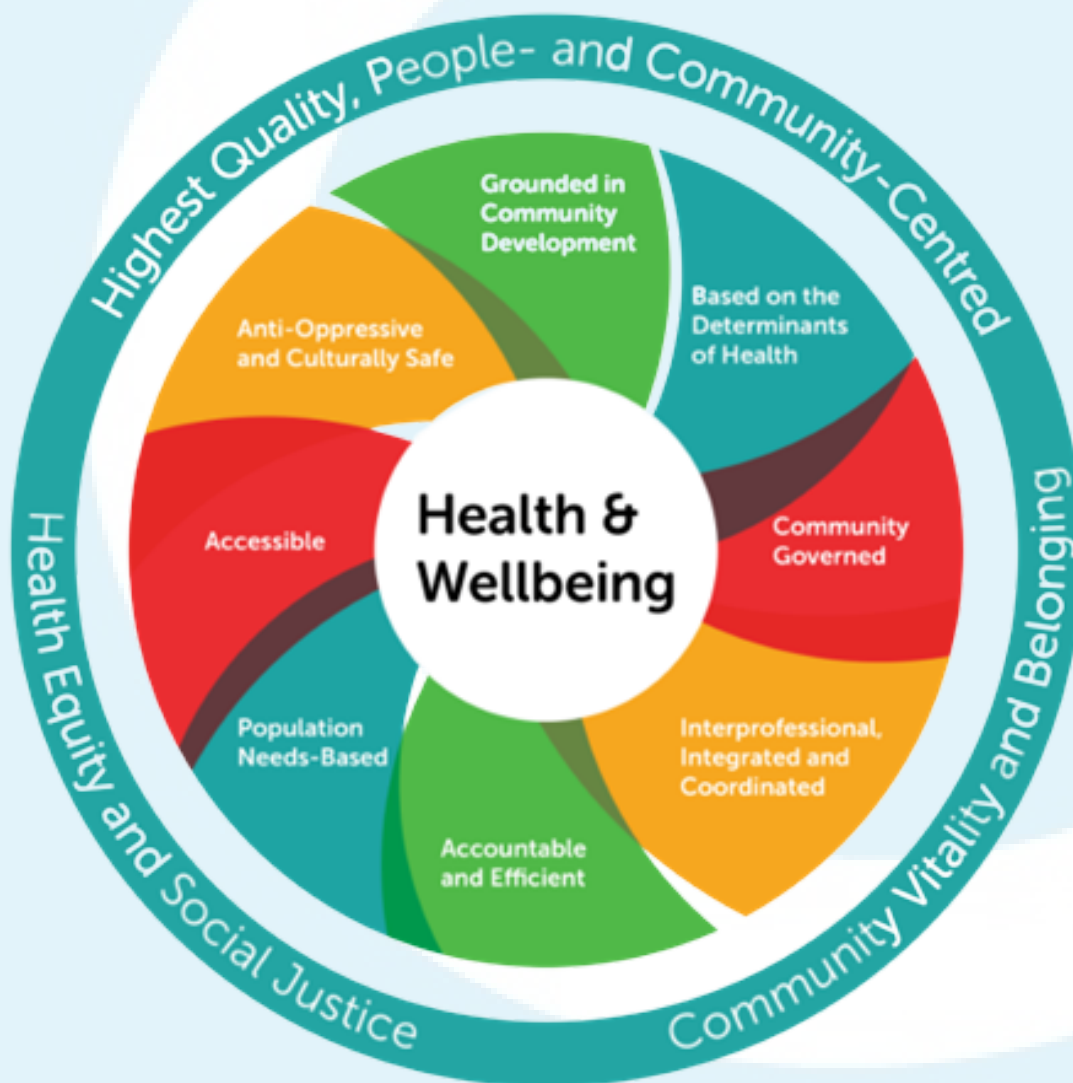 Highest Quality, People- and Community-Centred
Grounded in
Community
Development
Based on the
Determinants
of Health
Anti-Oppressive
and Culturally Safe
Health &
Wellbeing
Accessible
Community
Governed
Population
Needs-Based
Interprofessional,
Integrated and
Coordinated
Accountable
and Efficient
Health Equity and Social Justice
Community Vitality and Belonging